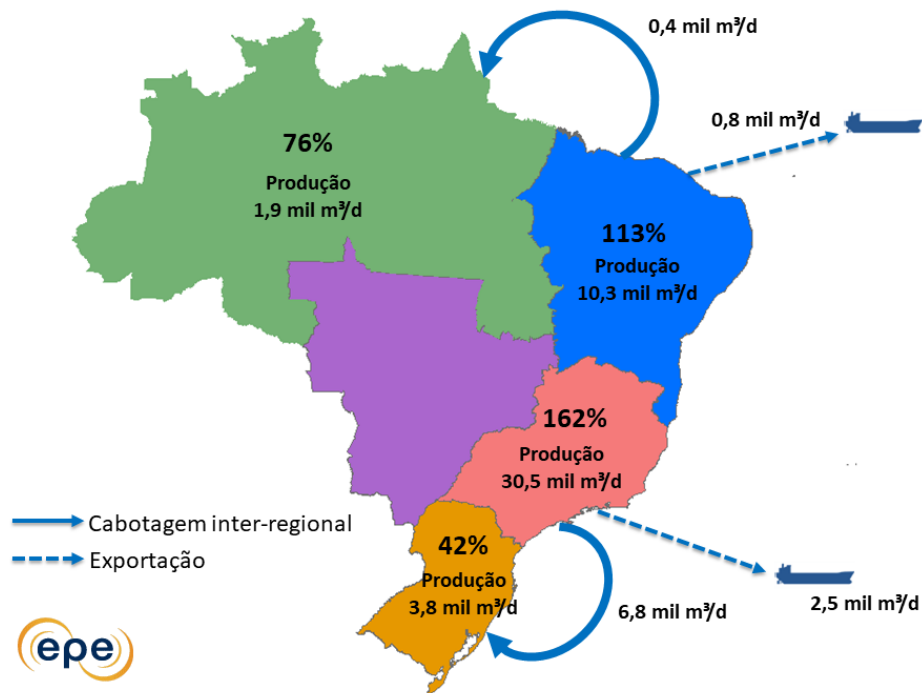 0,4 mil m³/d
0,8 mil m³/d
76%
Produção
1,9 mil m³/d
113%
Produção
10,3 mil m³/d
162%
Produção
30,5 mil m³/d
Cabotagem inter-regional
Exportação
42%
Produção
3,8 mil m³/d
6,8 mil m³/d
2,5 mil m³/d
epe